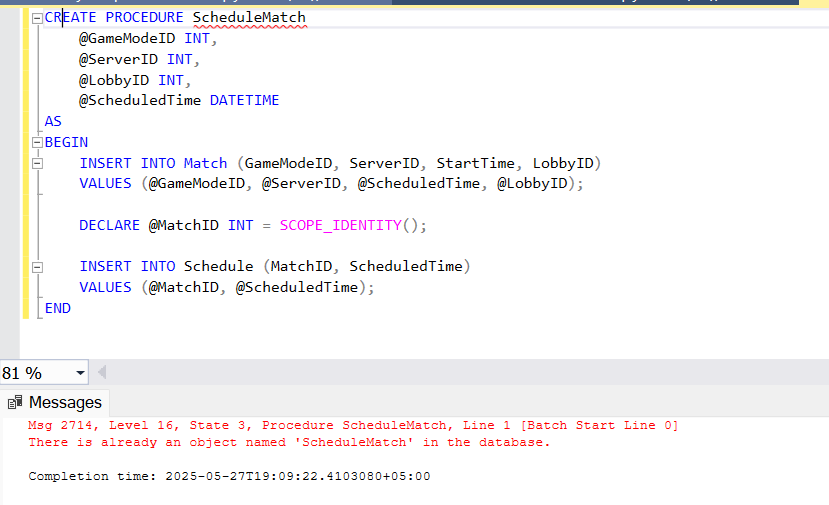 CREATE PROCEDURE ScheduleMatch
    @GameModeID INT,
    @ServerID INT,
    @LobbyID INT,
    @ScheduledTime DATETIME
AS
BEGIN
    INSERT INTO Match (GameModeID, ServerID, StartTime, LobbyID)
    VALUES (@GameModeID, @ServerID, @ScheduledTime, @LobbyID);
    DECLARE @MatchID INT = SCOPE_IDENTITY();
    INSERT INTO Schedule (MatchID, ScheduledTime)
    VALUES (@MatchID, @ScheduledTime);
END
81 %
Messages
Msg 2714, Level 16, State 3, Procedure ScheduleMatch, Line 1 [Batch Start Line 0]
There is already an object named 'ScheduleMatch' in the database.
Completion time: 2025-05-27T19:09:22.4103080+05:00